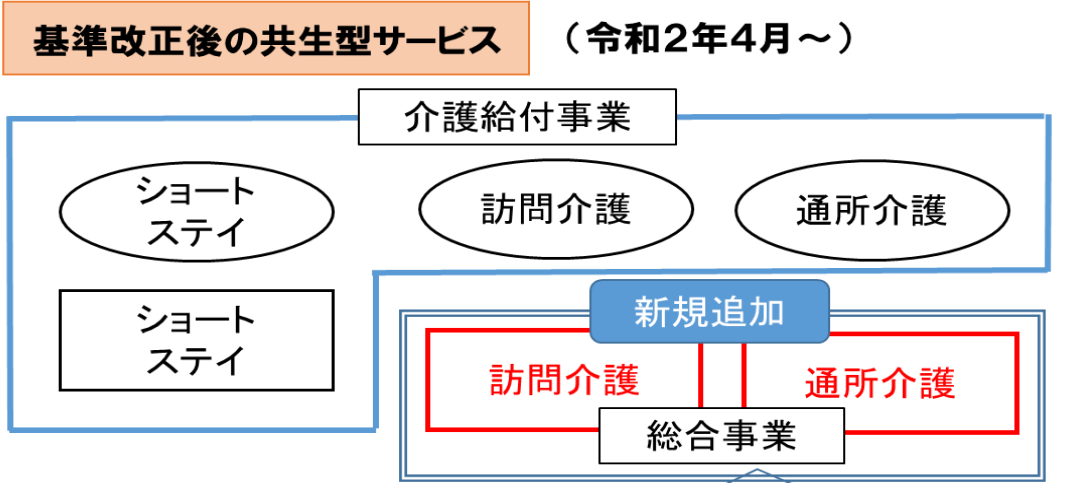 基準改正後の共生型サービス （令和２年４月～）
介護給付事業
ショート
ステイ
訪問介護
通所介護
ショート
ステイ
新規追加
訪問介護
通所介護
総合事業